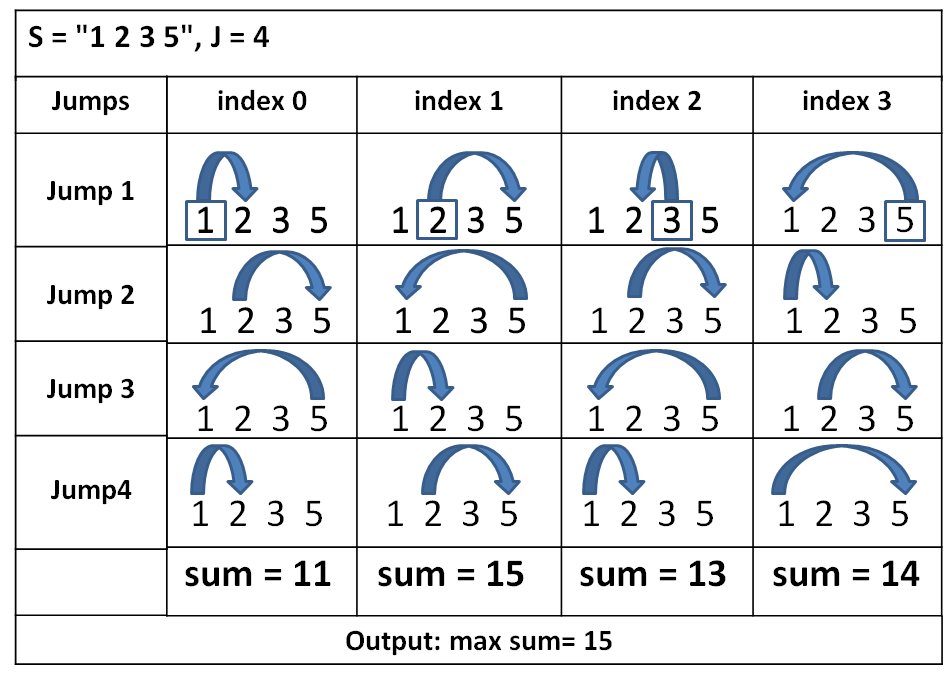 S = "1 2 3 5", J = 4
Jumps index 0 index 1 index 2 index 3
Jump 1 1 2 3 5 1 2 3 5 1 2 3 5 1 2 3 5
Jump 2 1 2 3 5 1 2 3 5 1 2 3 5 1 2 3 5
Jump 3 1 2 3 5 1 2 3 5 1 2 3 5 1 2 3 5
Jump4 1 2 3 5 1 2 3 5 1 2 3 5 1 2 3 5
sum = 11 sum = 15 sum = 13 sum = 14
Output: max sum= 15